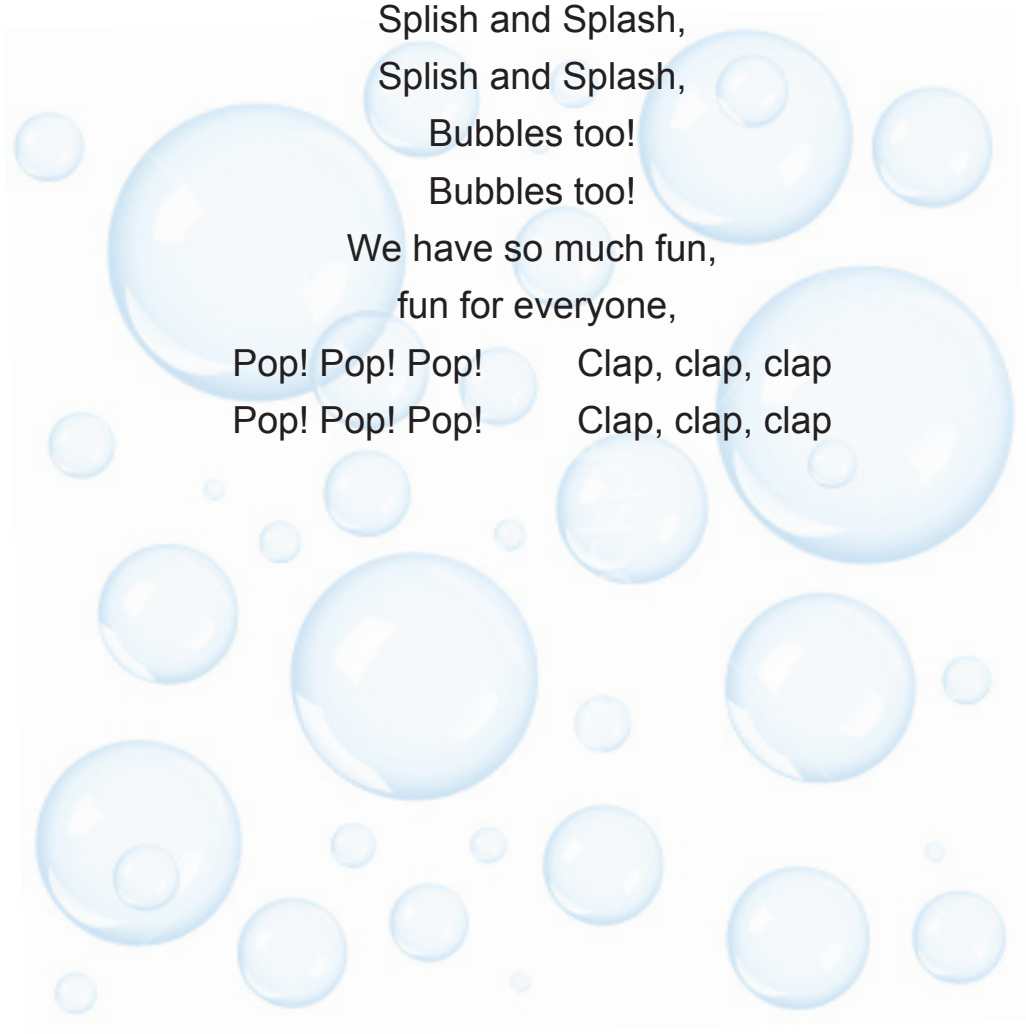 Splish and Splash,
Splish and Splash,
Bubbles too!
Bubbles too!
We have so much fun,
fun for everyone,
Pop! Pop! Pop! Clap, clap, clap
Pop! Pop! Pop! Clap, clap, clap